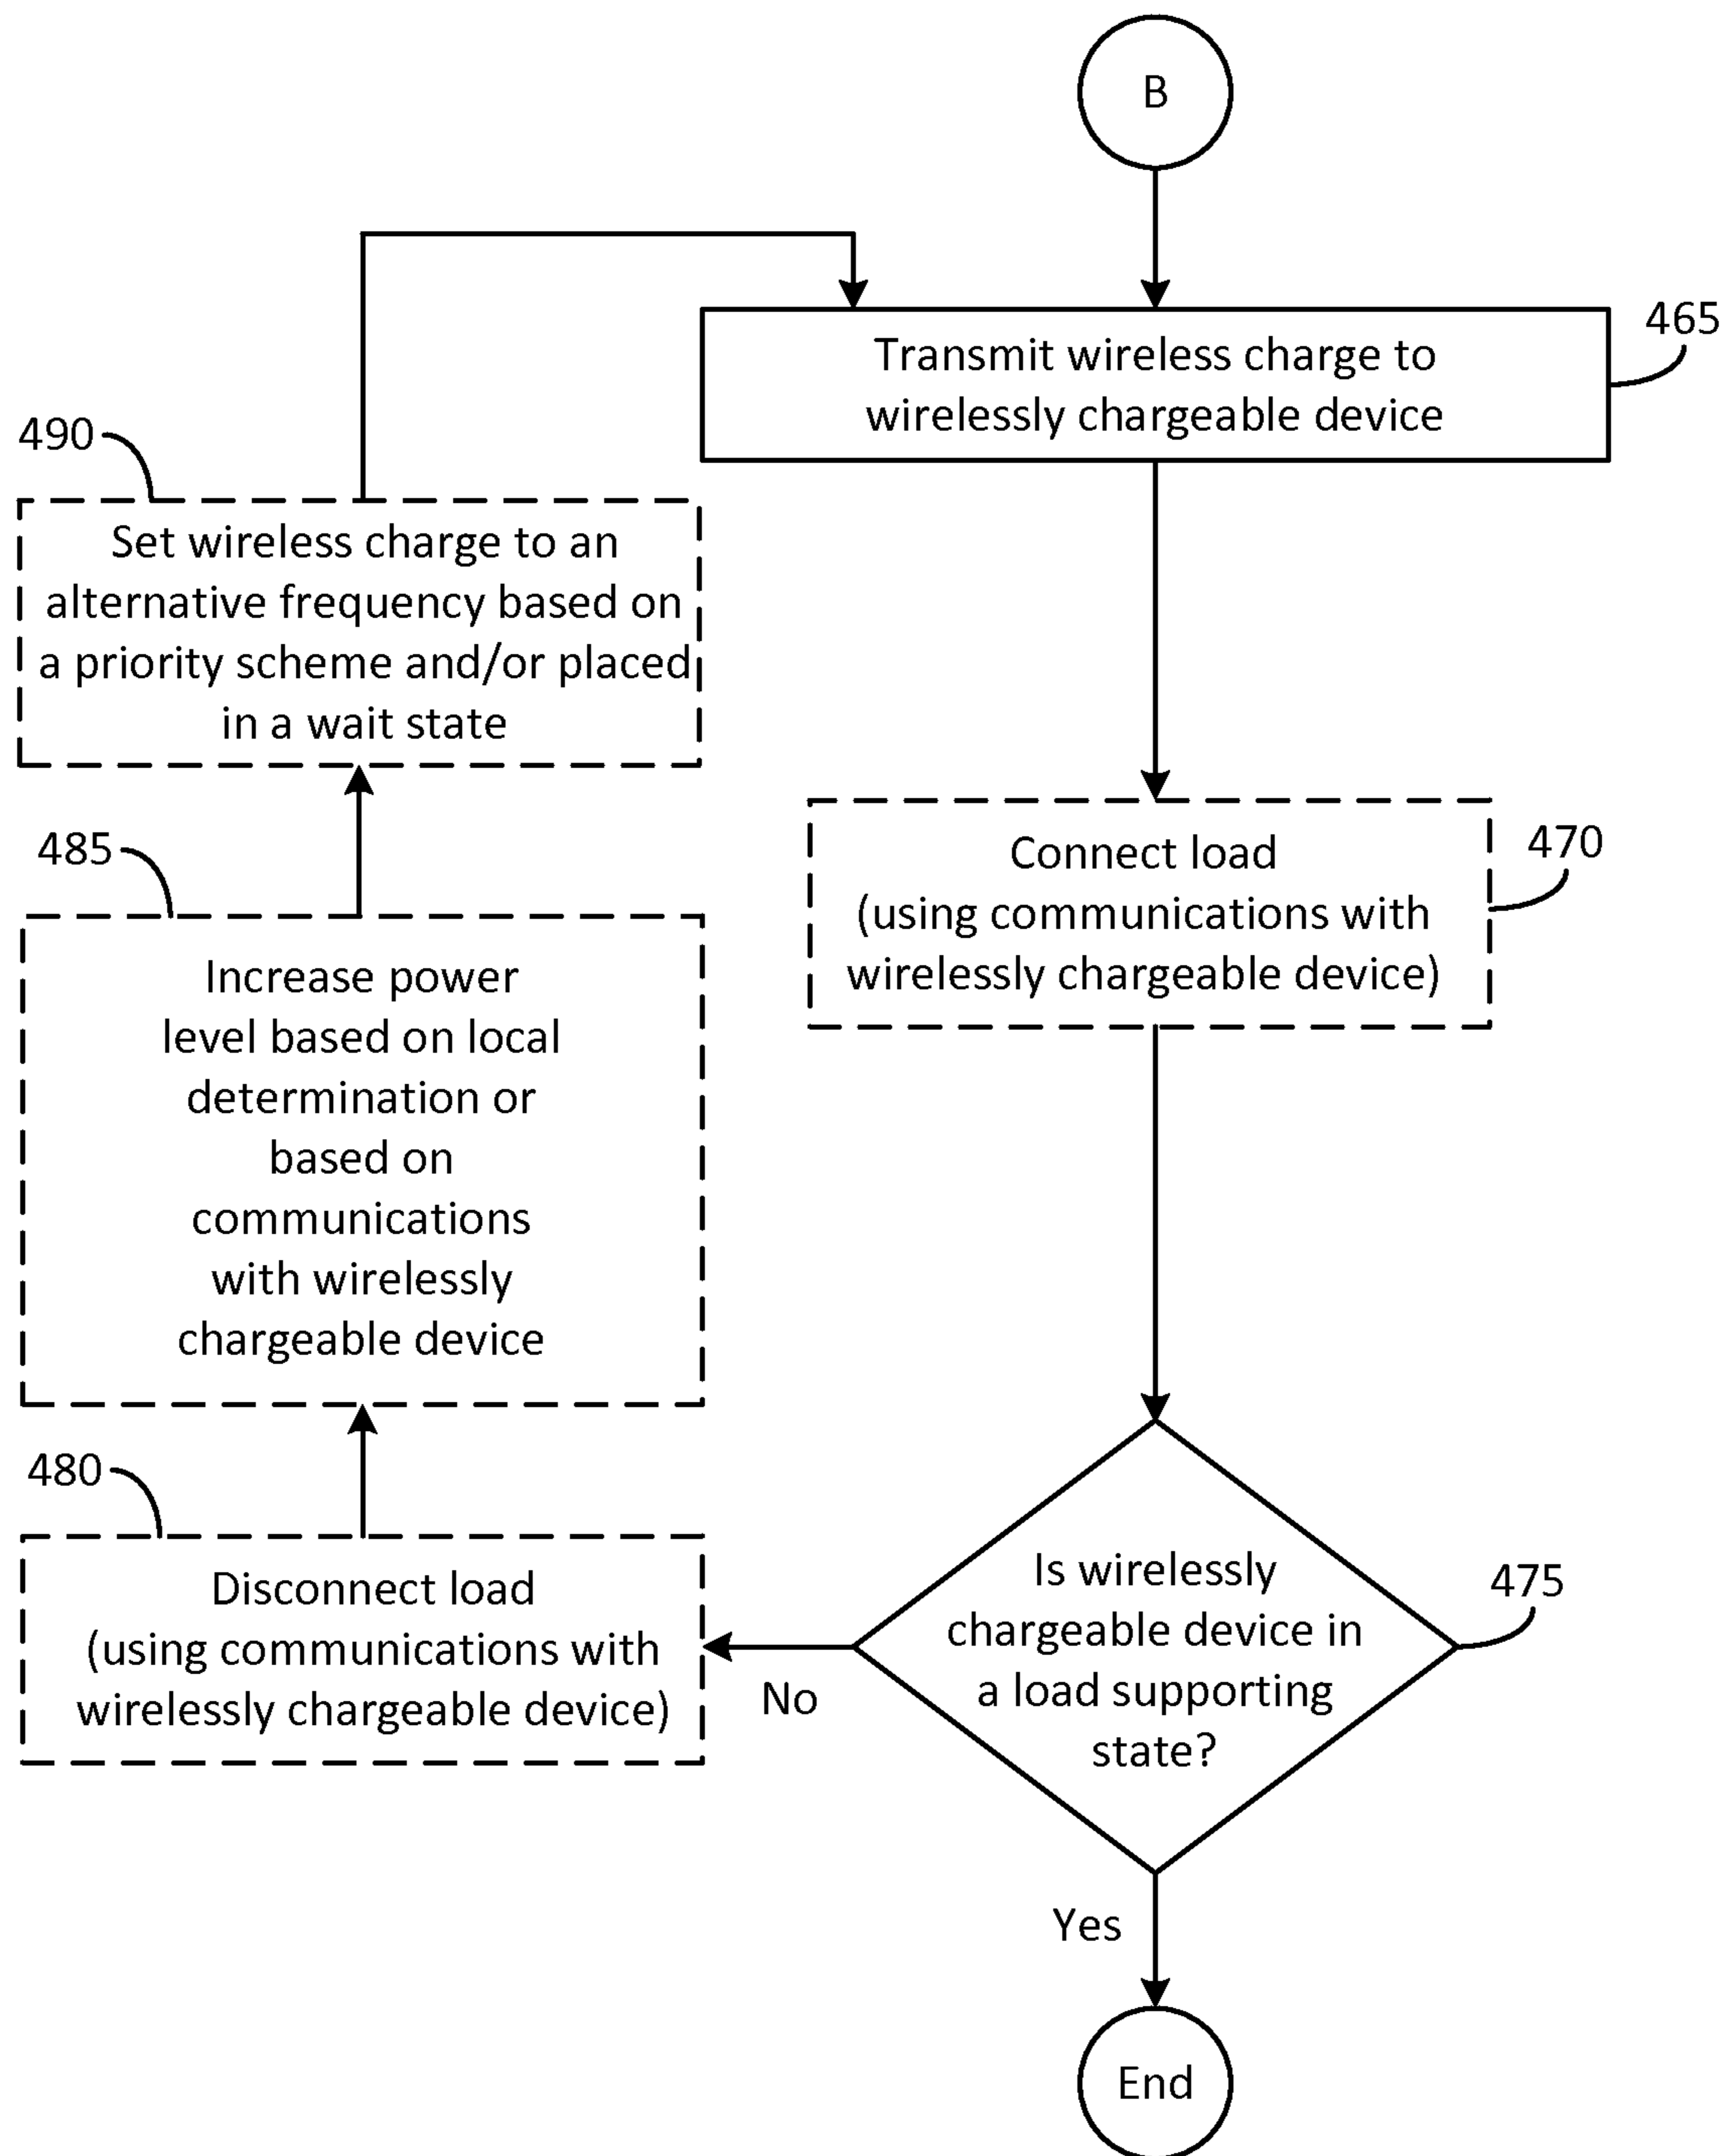 B
Transmit wireless charge to
wirelessly chargeable device
465
490
Set wireless charge to an
alternative frequency based on
a priority scheme and/or placed
in a wait state
485
Increase power
level based on local
determination or
based on
communications
with wirelessly
chargeable device
Connect load
(using communications with
wirelessly chargeable device)
470
480
Disconnect load
(using communications with
wirelessly chargeable device)
No
Is wirelessly
chargeable device in
a load supporting
state?
475
Yes
End